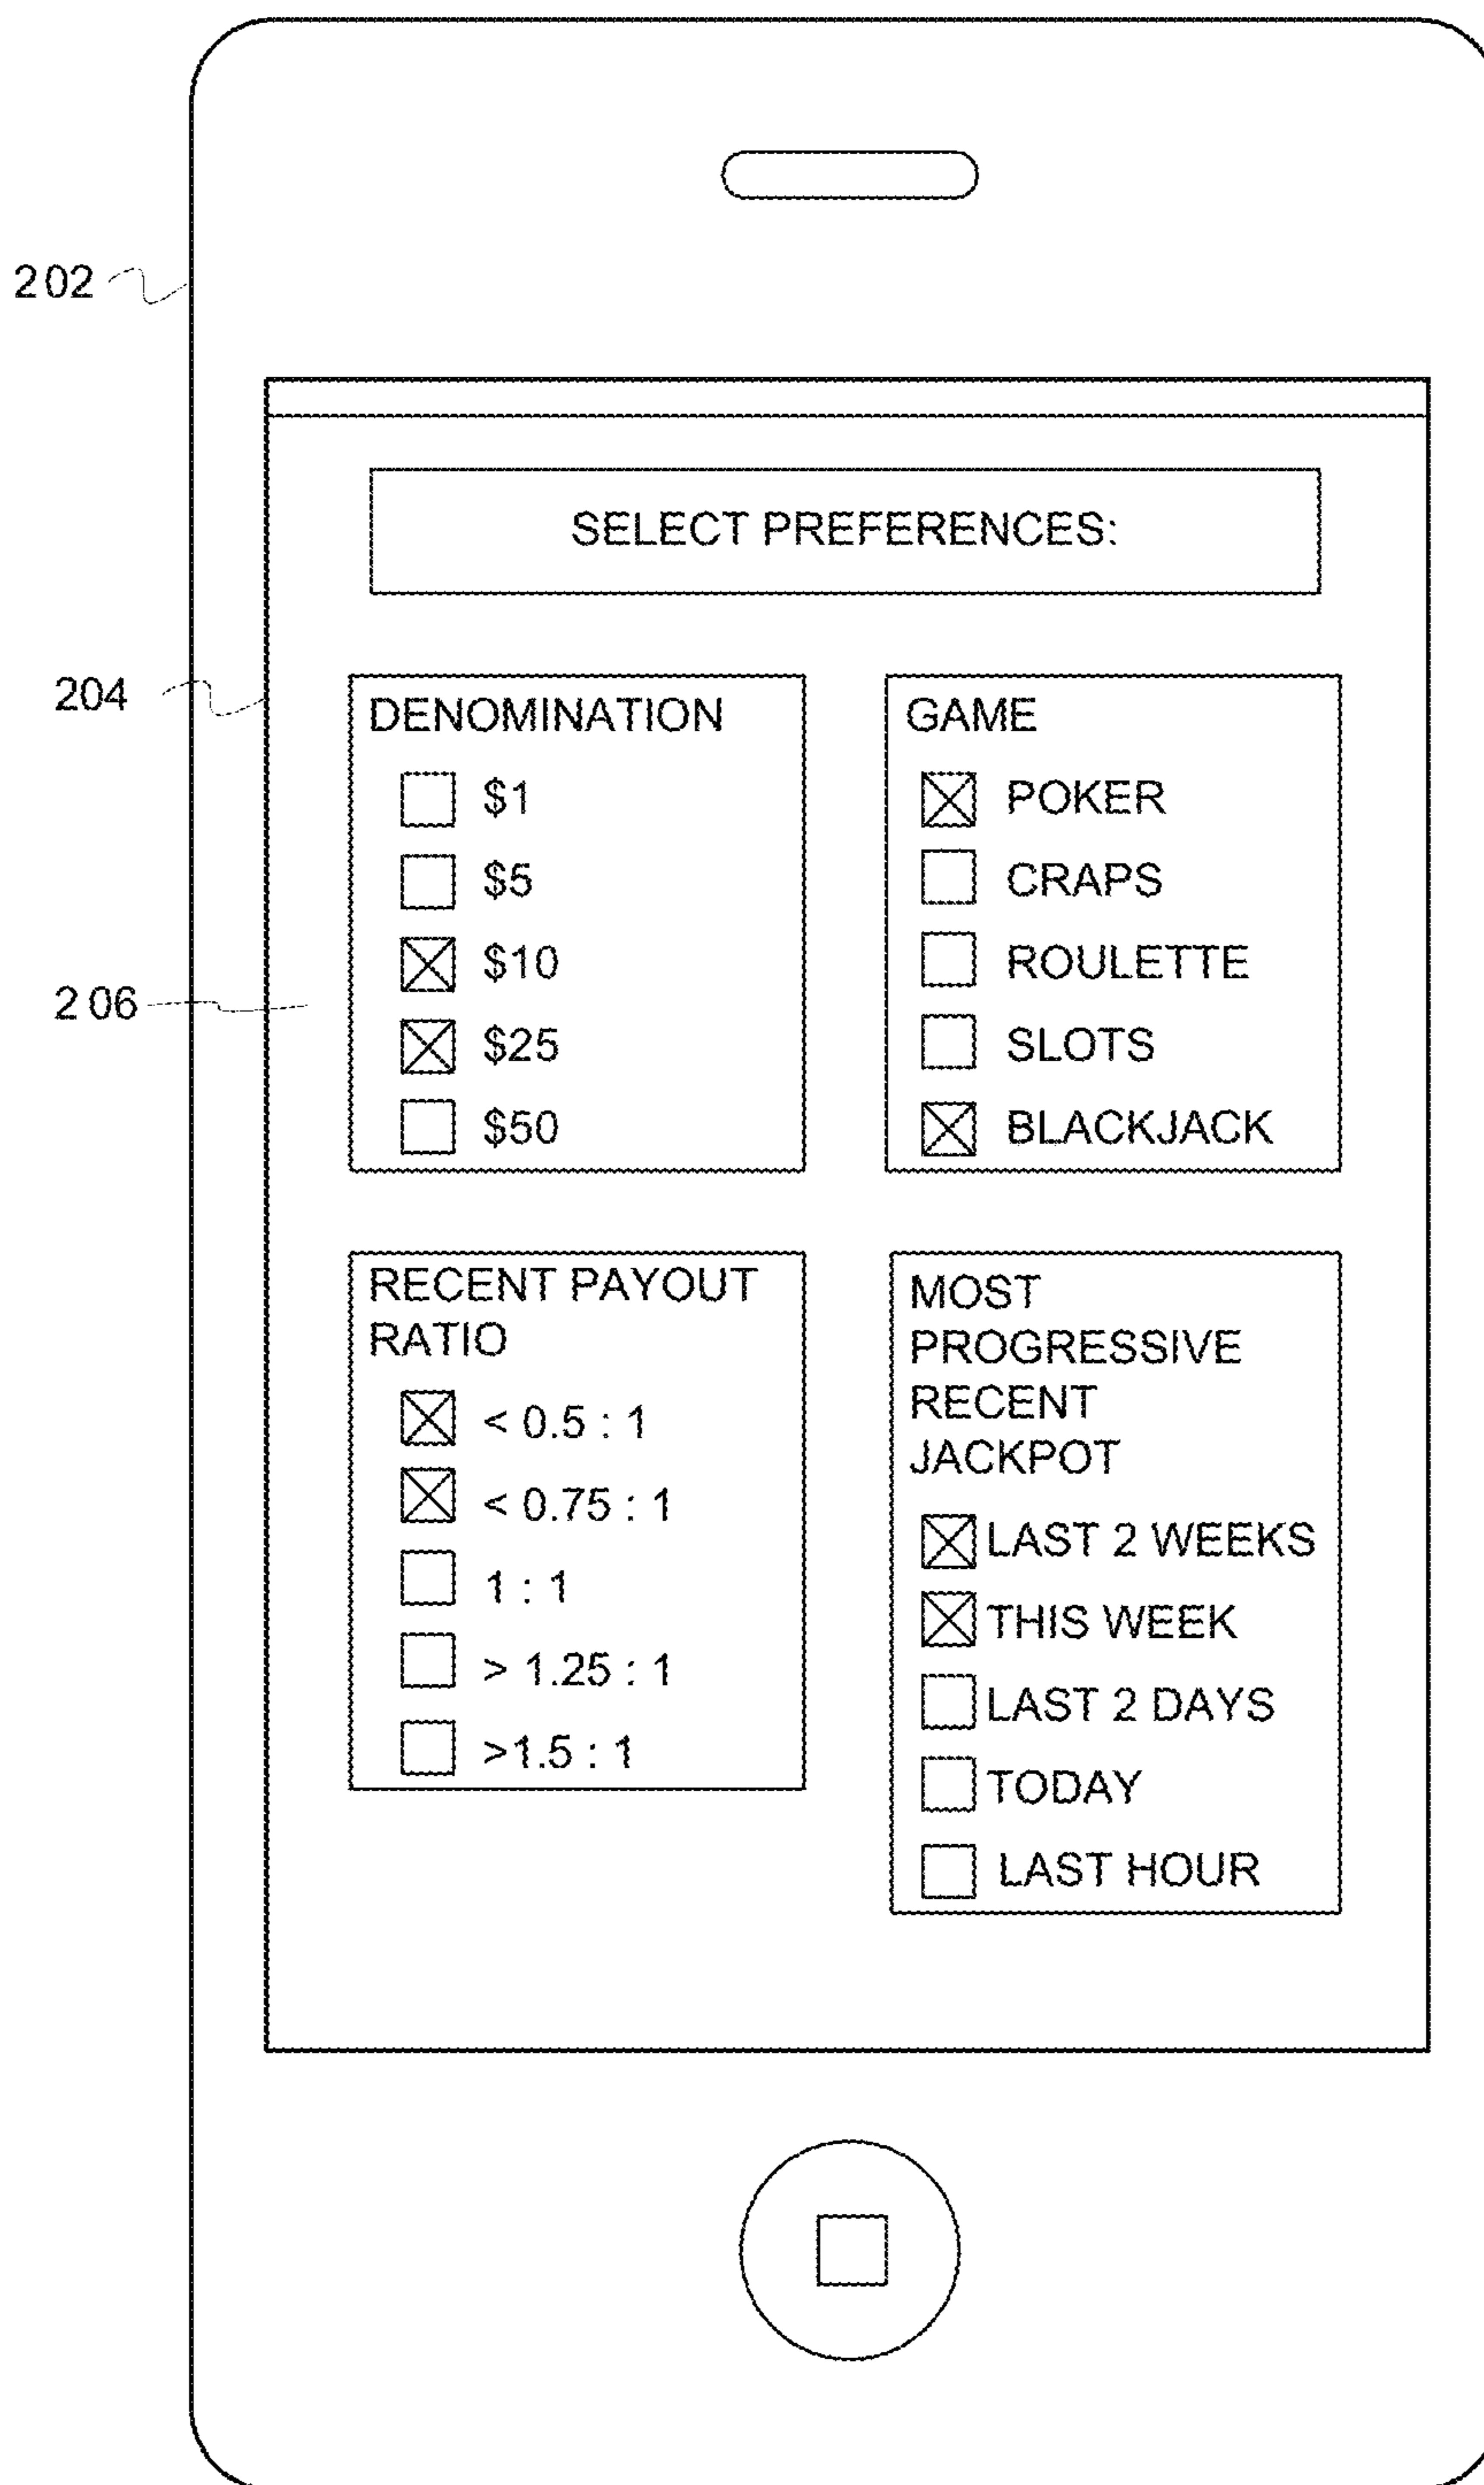 202
SELECT PREFERENCES:
204
DENOMINATION
$1
$5
$10
$25
$50
206
GAME
POKER
CRAPS
ROULETTE
SLOTS
BLACKJACK
RECENT PAYOUT
RATIO
< 0.5 : 1
< 0.75 : 1
1 : 1
> 1.25 : 1
>1.5 : 1
MOST
PROGRESSIVE
RECENT
JACKPOT
LAST 2 WEEKS
THIS WEEK
LAST 2 DAYS
TODAY
LAST HOUR